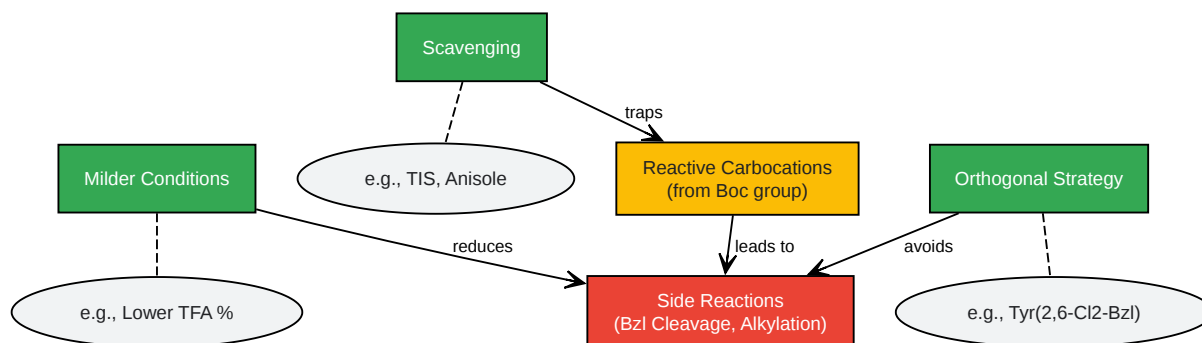 Scavenging
traps
Milder Conditions
e.g., TIS, Anisole
Reactive Carbocations
(from Boc group)
Orthogonal Strategy
reduces
leads to
avoids
e.g., Lower TFA %
Side Reactions
(Bzl Cleavage, Alkylation)
e.g., Tyr(2,6-Cl2-Bzl)